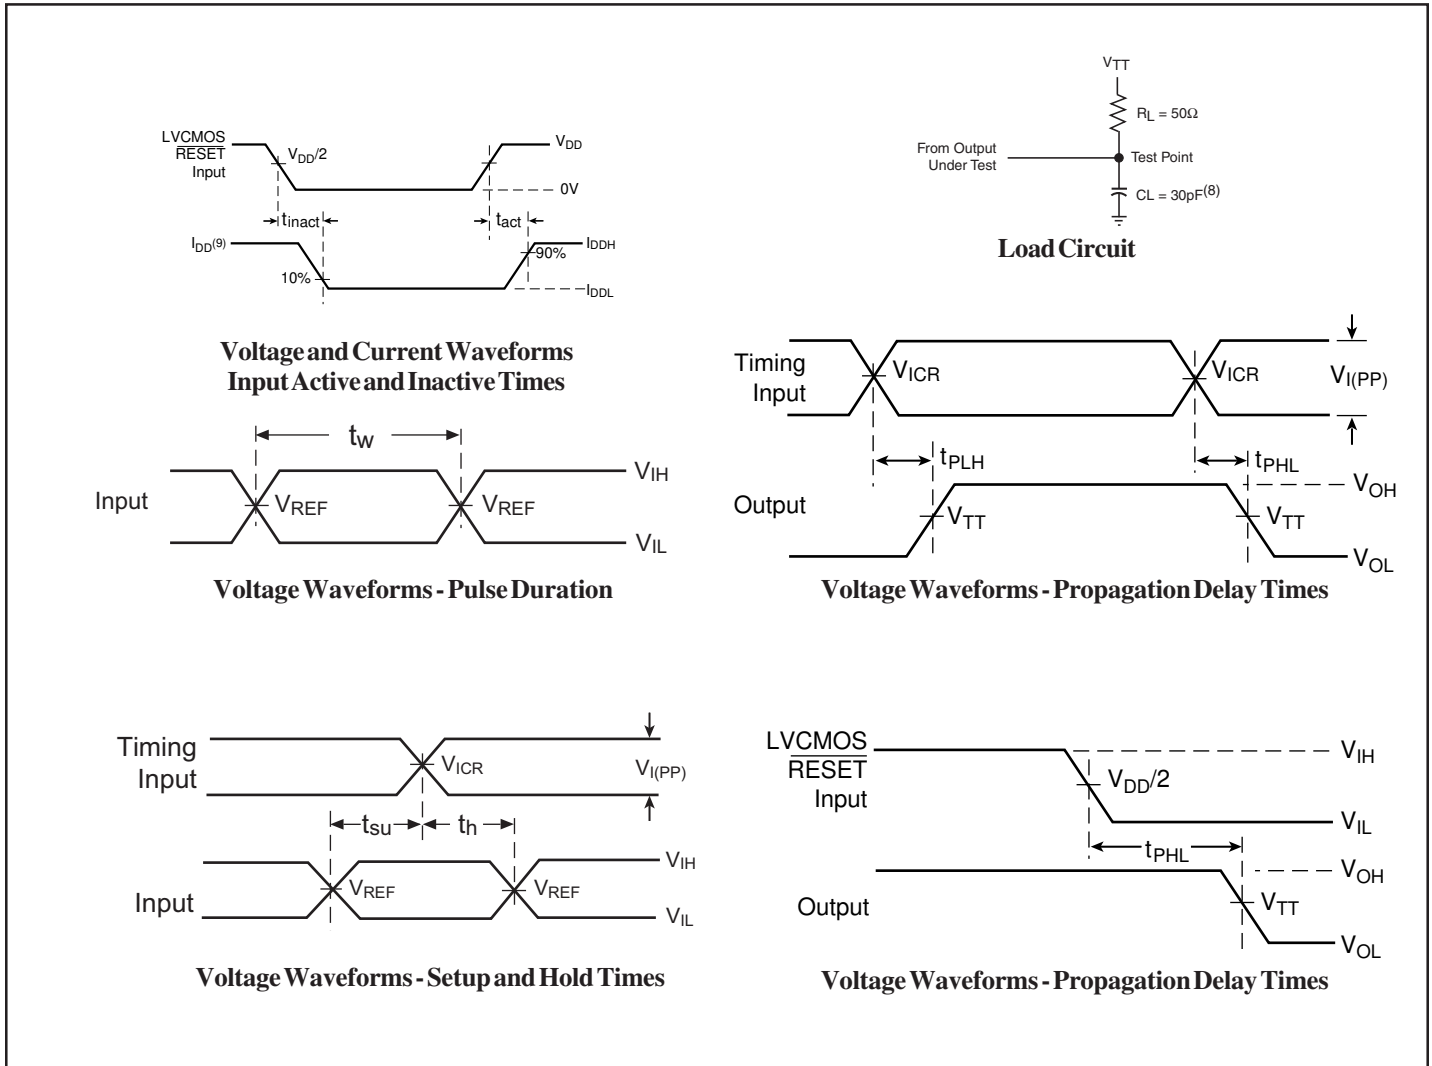 LVCMOS
RESET
Input
VDD/2
VDD
0V
tinact
tact
IDD(9)
IDDH
90%
10%
IDDL
Voltage and Current Waveforms
Input Active and Inactive Times
VTT
RL = 50Ω
From Output
Under Test
Test Point
CL = 30pF(8)
Load Circuit
tW
Input
VREF
VREF
VIH
VIL
Voltage Waveforms - Pulse Duration
Timing
Input
VICR
VICR
VI(PP)
tPLH
tPHL
Output
VTT
VTT
VOH
VOL
Voltage Waveforms - Propagation Delay Times
Timing
Input
VICR
VI(PP)
tsu
th
Input
VREF
VREF
VIH
VIL
Voltage Waveforms - Setup and Hold Times
LVCMOS
RESET
Input
VDD/2
VIH
VIL
tPHL
Output
VTT
VOH
VOL
Voltage Waveforms - Propagation Delay Times